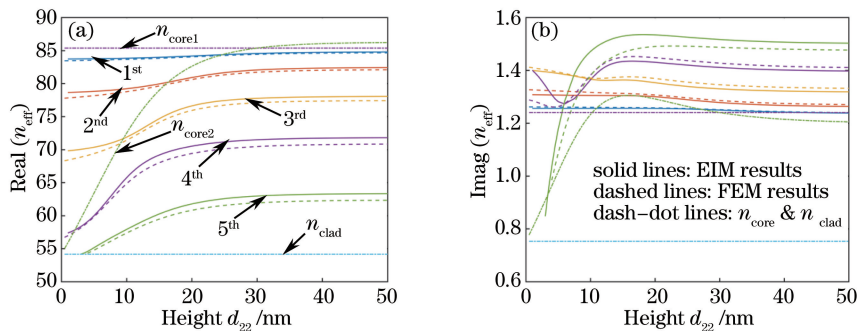 (a)
n_core1
1st
2nd
3rd
n_core2
4th
5th
n_clad
90
85
80
75
70
65
60
55
50
0 10 20 30 40 50
Real (n_eff)
Height d_22 /nm
(b)
1.6
1.4
1.2
1.0
0.8
0.6
0 10 20 30 40 50
Imag (n_eff)
Height d_22 /nm
solid lines: EIM results
dashed lines: FEM results
dash-dot lines: n_core & n_clad